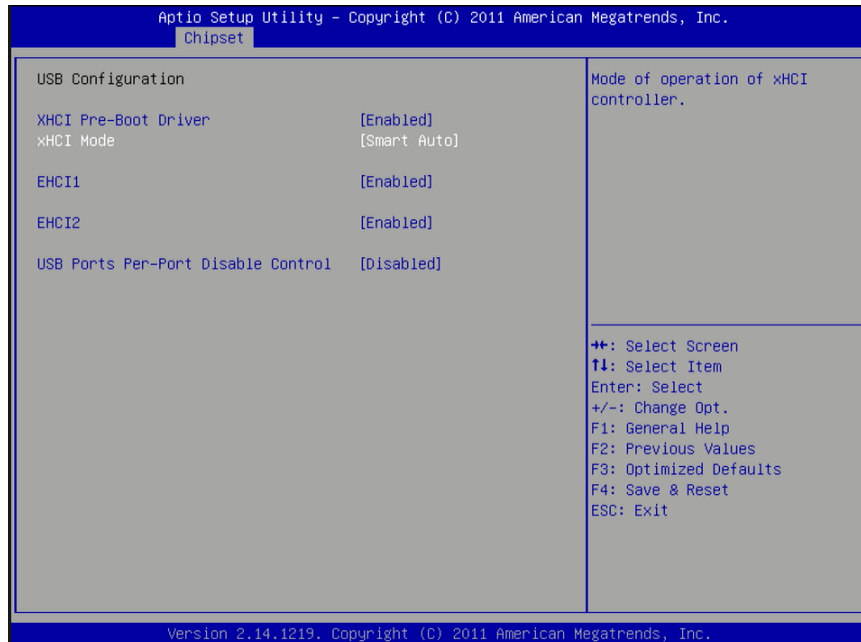 Aptio Setup Utility – Copyright (C) 2011 American Megatrends, Inc.
Chipset
USB Configuration
XHCI Pre-Boot Driver [Enabled]
xHCI Mode [Smart Auto]
EHCI1 [Enabled]
EHCI2 [Enabled]
USB Ports Per-Port Disable Control [Disabled]
Mode of operation of xHCI
controller.
→←: Select Screen
↑↓: Select Item
Enter: Select
+/-: Change Opt.
F1: General Help
F2: Previous Values
F3: Optimized Defaults
F4: Save & Reset
ESC: Exit
Version 2.14.1219. Copyright (C) 2011 American Megatrends, Inc.